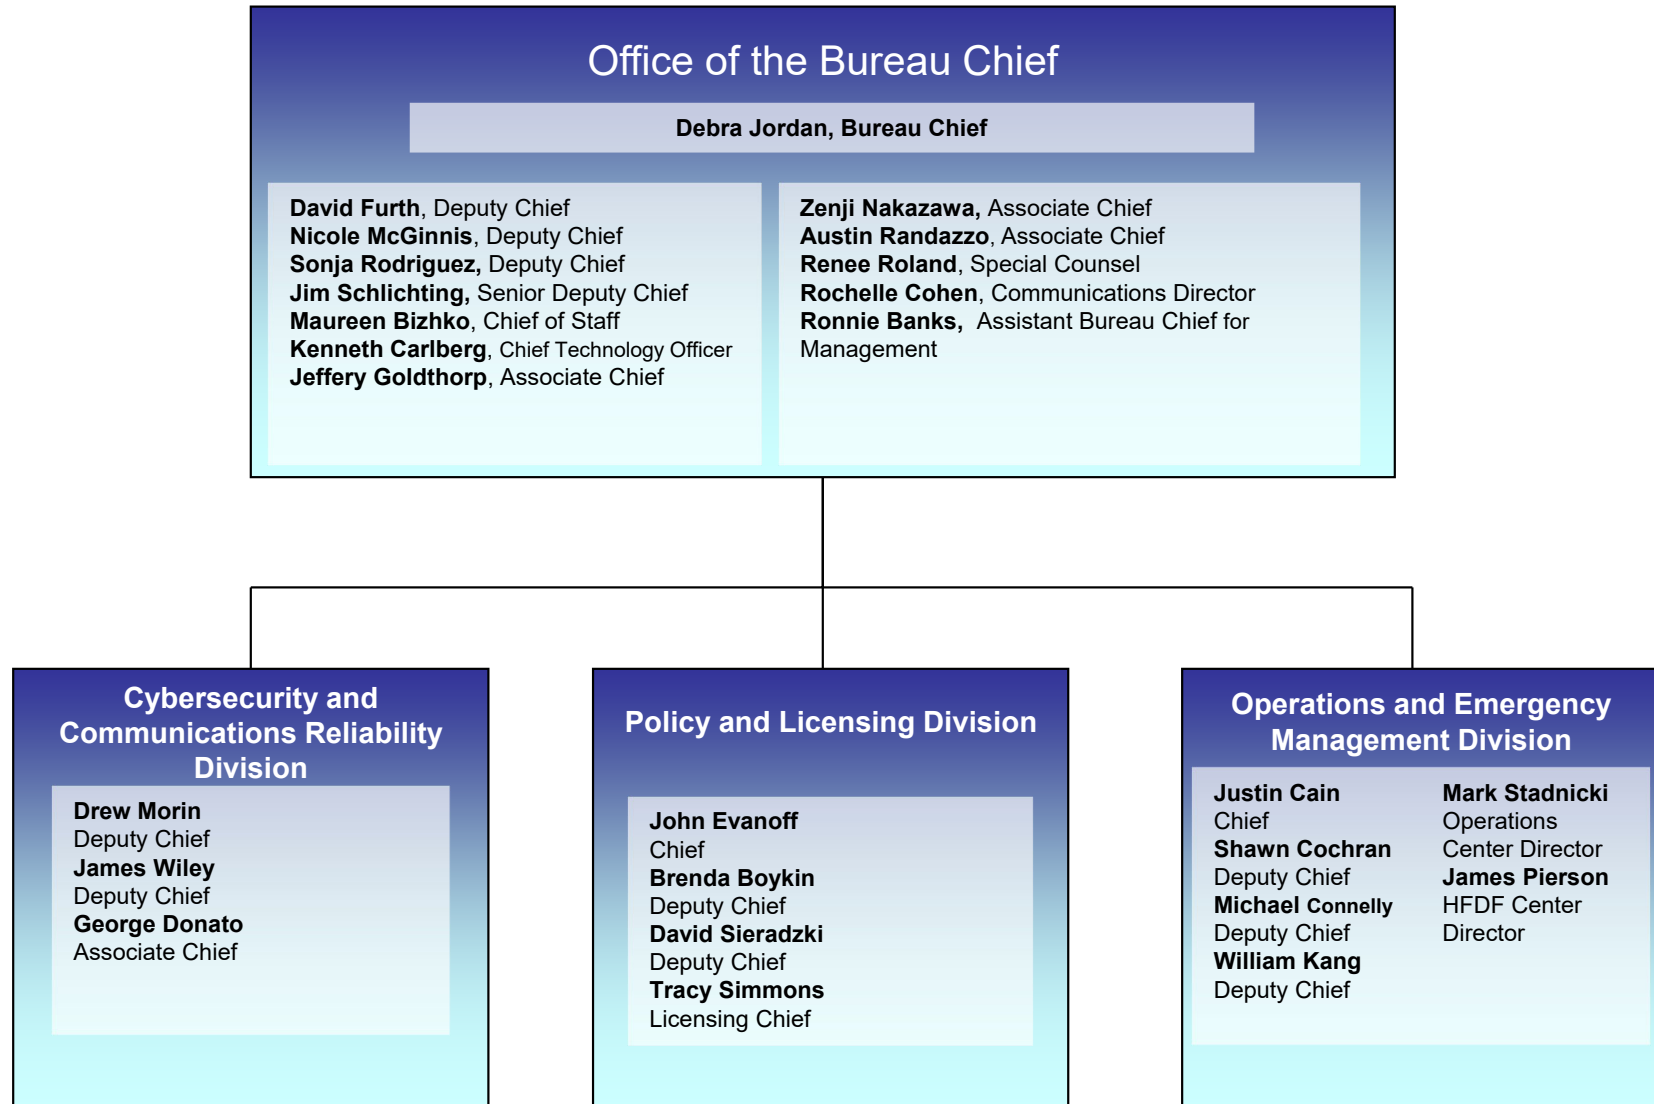 Office of the Bureau Chief
Debra Jordan, Bureau Chief
David Furth, Deputy Chief
Nicole McGinnis, Deputy Chief
Sonja Rodriguez, Deputy Chief
Jim Schlichting, Senior Deputy Chief
Maureen Bizhko, Chief of Staff
Kenneth Carlberg, Chief Technology Officer
Jeffery Goldthorp, Associate Chief
Zenji Nakazawa, Associate Chief
Austin Randazzo, Associate Chief
Renee Roland, Special Counsel
Rochelle Cohen, Communications Director
Ronnie Banks, Assistant Bureau Chief for
Management
Cybersecurity and
Communications Reliability
Division
Drew Morin
Deputy Chief
James Wiley
Deputy Chief
George Donato
Associate Chief
Policy and Licensing Division
John Evanoff
Chief
Brenda Boykin
Deputy Chief
David Sieradzki
Deputy Chief
Tracy Simmons
Licensing Chief
Operations and Emergency
Management Division
Justin Cain
Chief
Shawn Cochran
Deputy Chief
Michael Connelly
Deputy Chief
William Kang
Deputy Chief
Mark Stadnicki
Operations
Center Director
James Pierson
HFDF Center
Director